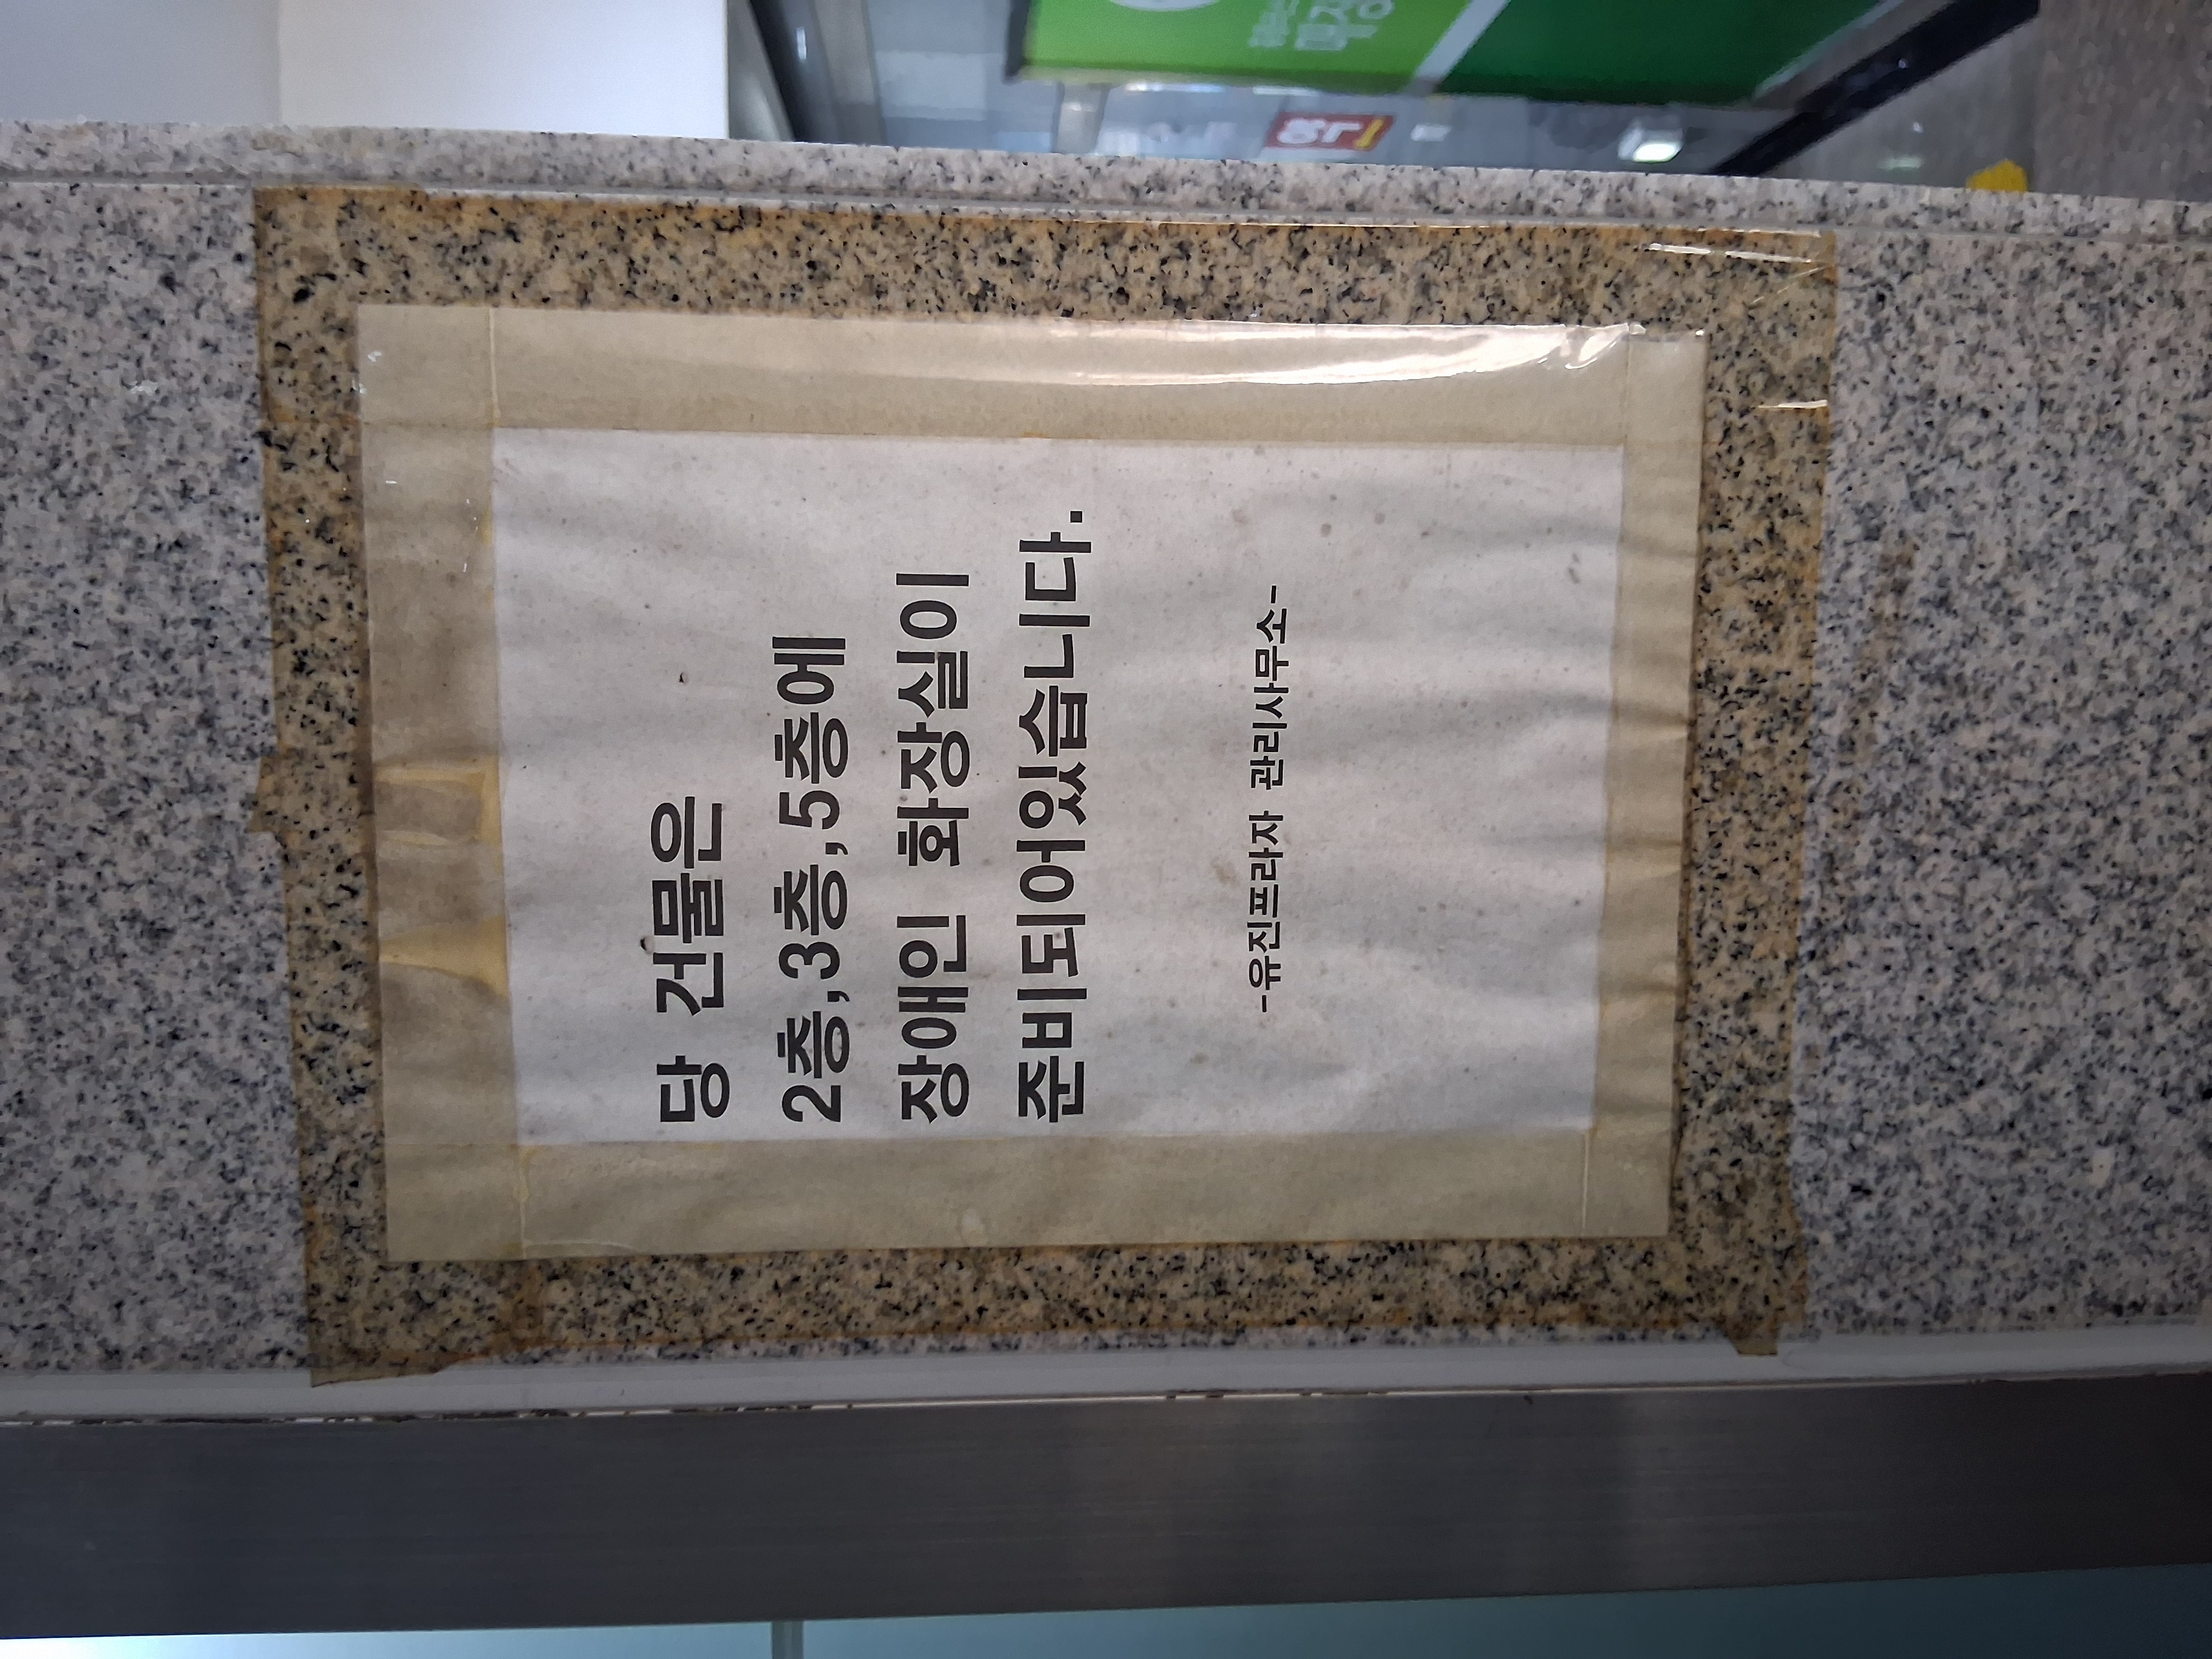 당 건물은
2층,3층,5층에
장애인 화장실이
준비되어있습니다.
-유진프라자 관리사무소-